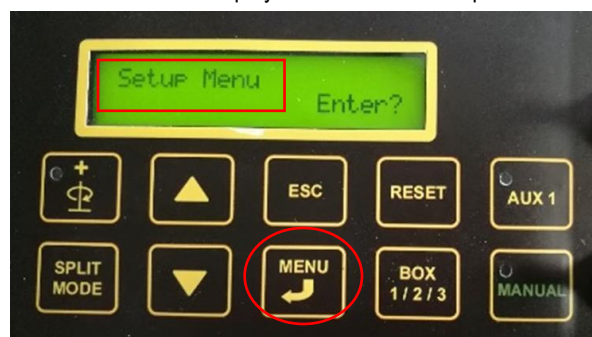 Setup Menu
Enter?
+
ESC
RESET
AUX 1
SPLIT
MODE
MENU
BOX
1 / 2 / 3
MANUAL